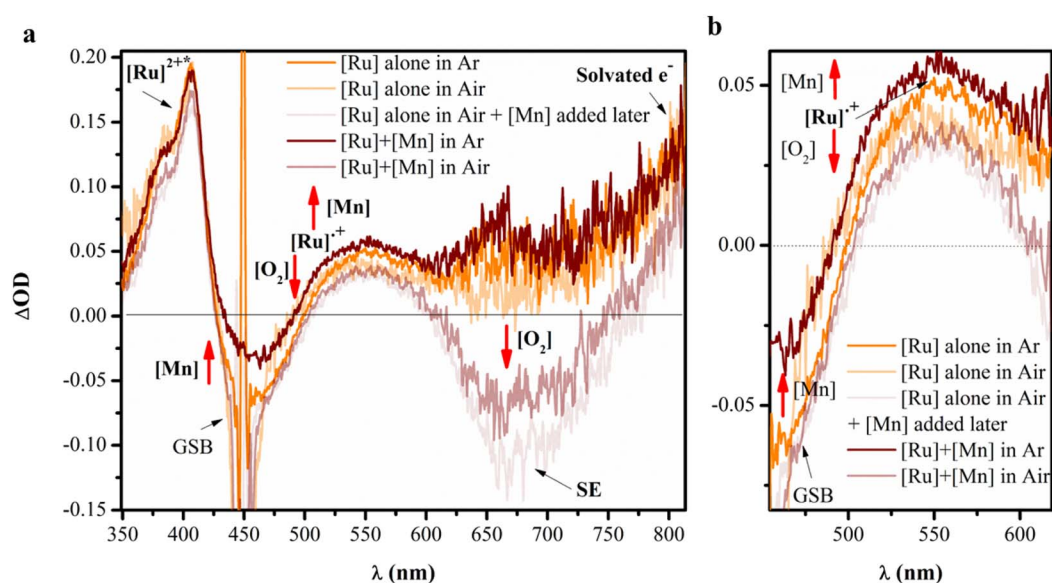 a
b
0.20
0.15
0.10
0.05
0.00
-0.05
-0.10
-0.15
ΔOD
350 400 450 500 550 600 650 700 750 800
λ (nm)
[Ru]²⁺*
[Ru] alone in Ar
[Ru] alone in Air
[Ru] alone in Air + [Mn] added later
[Ru]+[Mn] in Ar
[Ru]+[Mn] in Air
Solvated e⁻
[Mn]
[Ru]·⁺
[O₂]
[O₂]
[Mn]
GSB
SE
0.05
0.00
-0.05
[Mn]
[Ru]·⁺
[O₂]
[Mn]
GSB
[Ru] alone in Ar
[Ru] alone in Air
[Ru] alone in Air
+ [Mn] added later
[Ru]+[Mn] in Ar
[Ru]+[Mn] in Air
500 550 600
λ (nm)